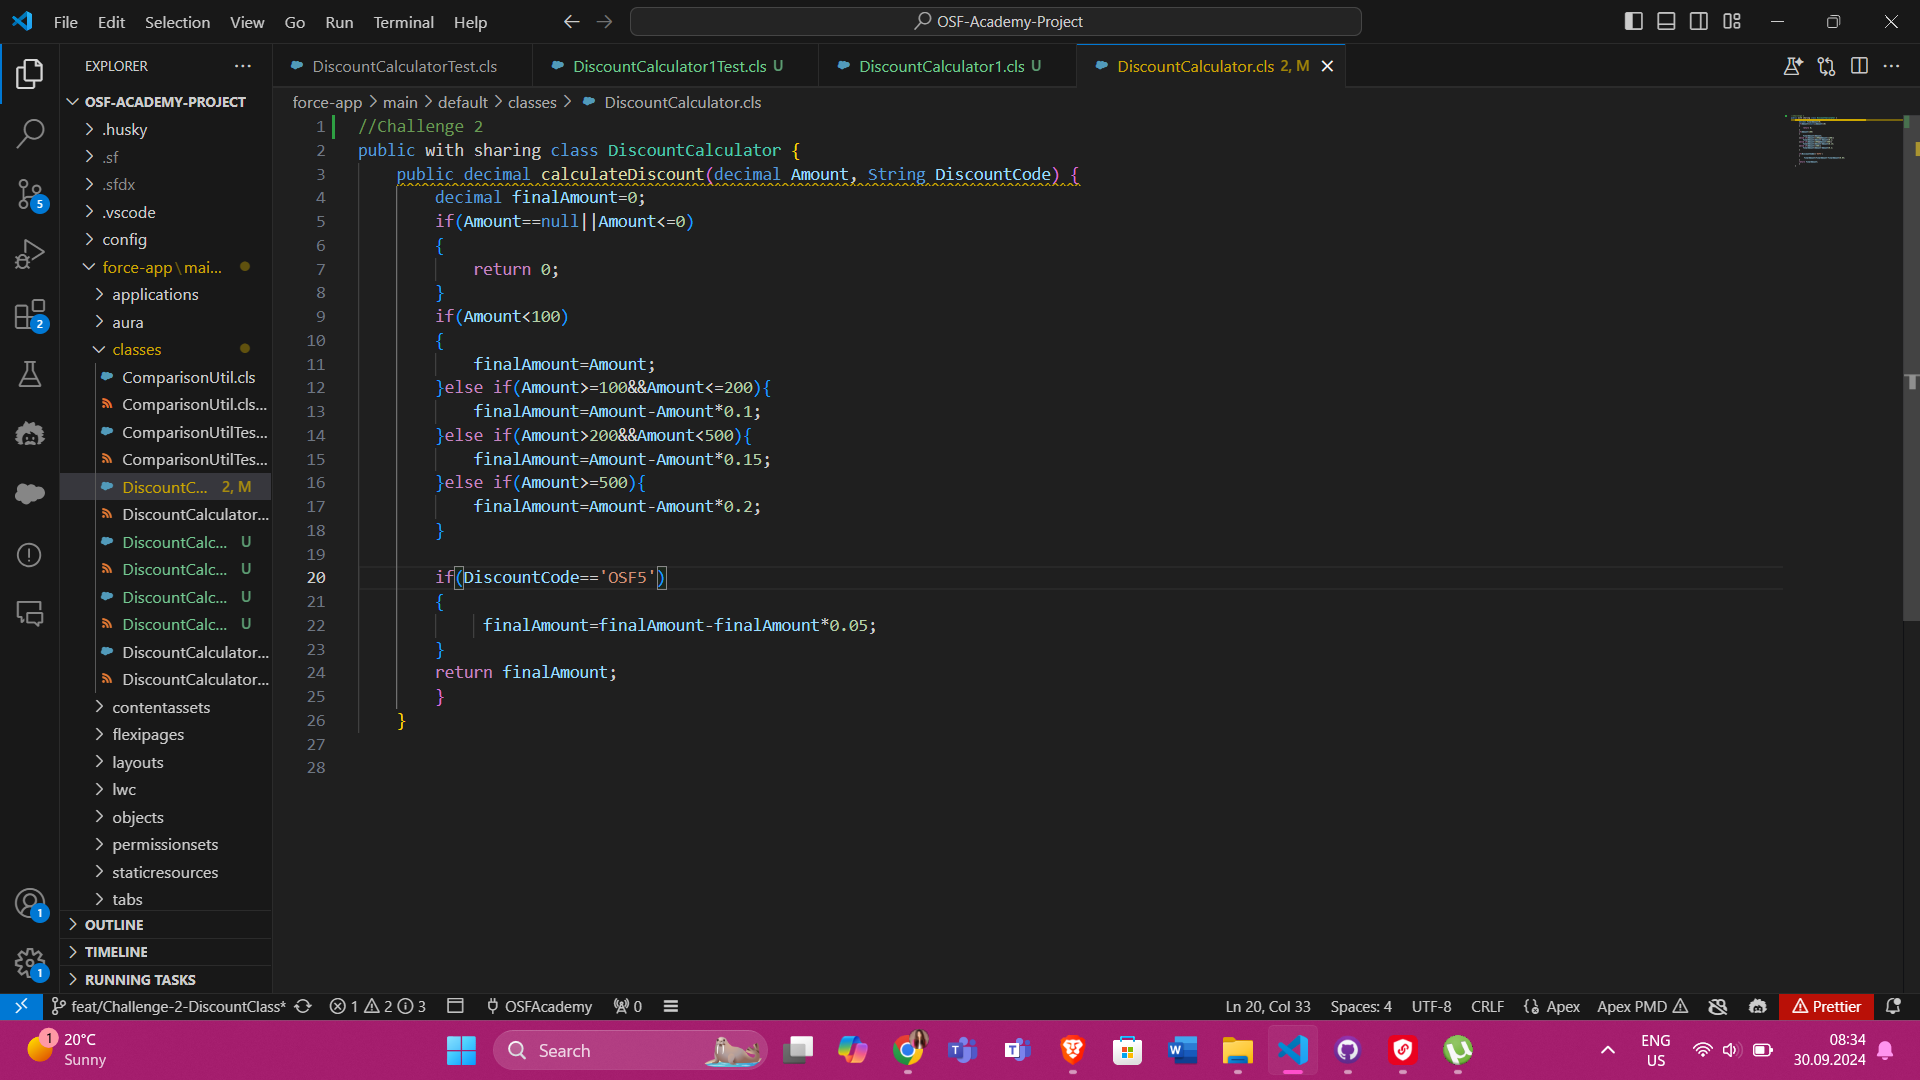 File Edit Selection View Go Run Terminal Help
OSF-Academy-Project
EXPLORER
DiscountCalculatorTest.cls
DiscountCalculator1Test.cls U
DiscountCalculator1.cls U
DiscountCalculator.cls 2, M
force-app > main > default > classes > DiscountCalculator.cls
OSF-ACADEMY-PROJECT
.husky
.sf
.sfdx
.vscode
config
force-app\mai...
applications
aura
classes
ComparisonUtil.cls
ComparisonUtil.cls...
ComparisonUtilTes...
ComparisonUtilTes...
DiscountC... 2, M
DiscountCalculator...
DiscountCalc... U
DiscountCalc... U
DiscountCalc... U
DiscountCalc... U
DiscountCalculator...
DiscountCalculator...
contentassets
flexipages
layouts
lwc
objects
permissionsets
staticresources
tabs
OUTLINE
TIMELINE
RUNNING TASKS
5
2
1
1
1 //Challenge 2
2 public with sharing class DiscountCalculator {
3 public decimal calculateDiscount(decimal Amount, String DiscountCode) {
4 decimal finalAmount=0;
5 if(Amount==null||Amount<=0)
6 {
7 return 0;
8 }
9 if(Amount<100)
10 {
11 finalAmount=Amount;
12 }else if(Amount>=100&&Amount<=200){
13 finalAmount=Amount-Amount*0.1;
14 }else if(Amount>200&&Amount<500){
15 finalAmount=Amount-Amount*0.15;
16 }else if(Amount>=500){
17 finalAmount=Amount-Amount*0.2;
18 }
19
20 if(DiscountCode=='OSF5')
21 {
22 finalAmount=finalAmount-finalAmount*0.05;
23 }
24 return finalAmount;
25 }
26 }
27
28
feat/Challenge-2-DiscountClass* 1 2 3 OSFAcademy 0
Ln 20, Col 33 Spaces: 4 UTF-8 CRLF {} Apex Apex PMD Prettier
1
20°C
Sunny
Search
ENG
US
08:34
30.09.2024